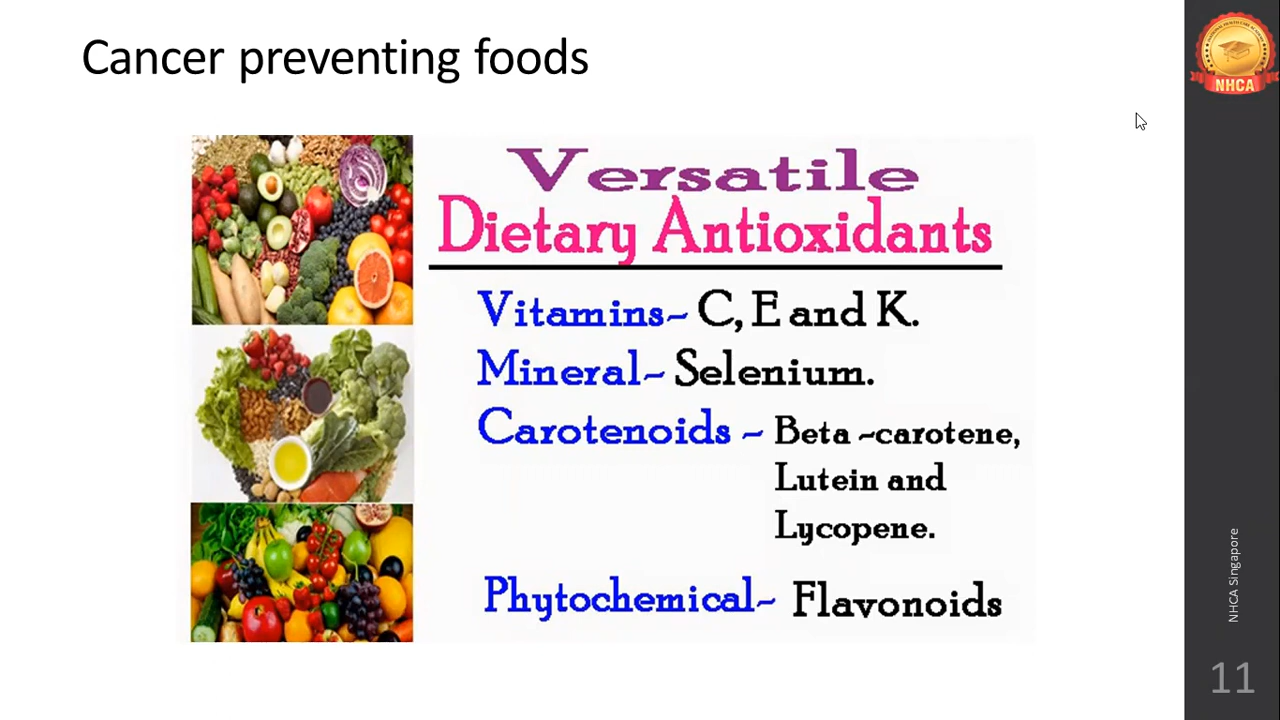 Cancer preventing foods
NHCA
Versatile
Dietary Antioxidants
Vitamins- C, E and K.
Mineral- Selenium.
Carotenoids - Beta -carotene,
Lutein and
Lycopene.
Phytochemical- Flavonoids
NHCA Singapore
11